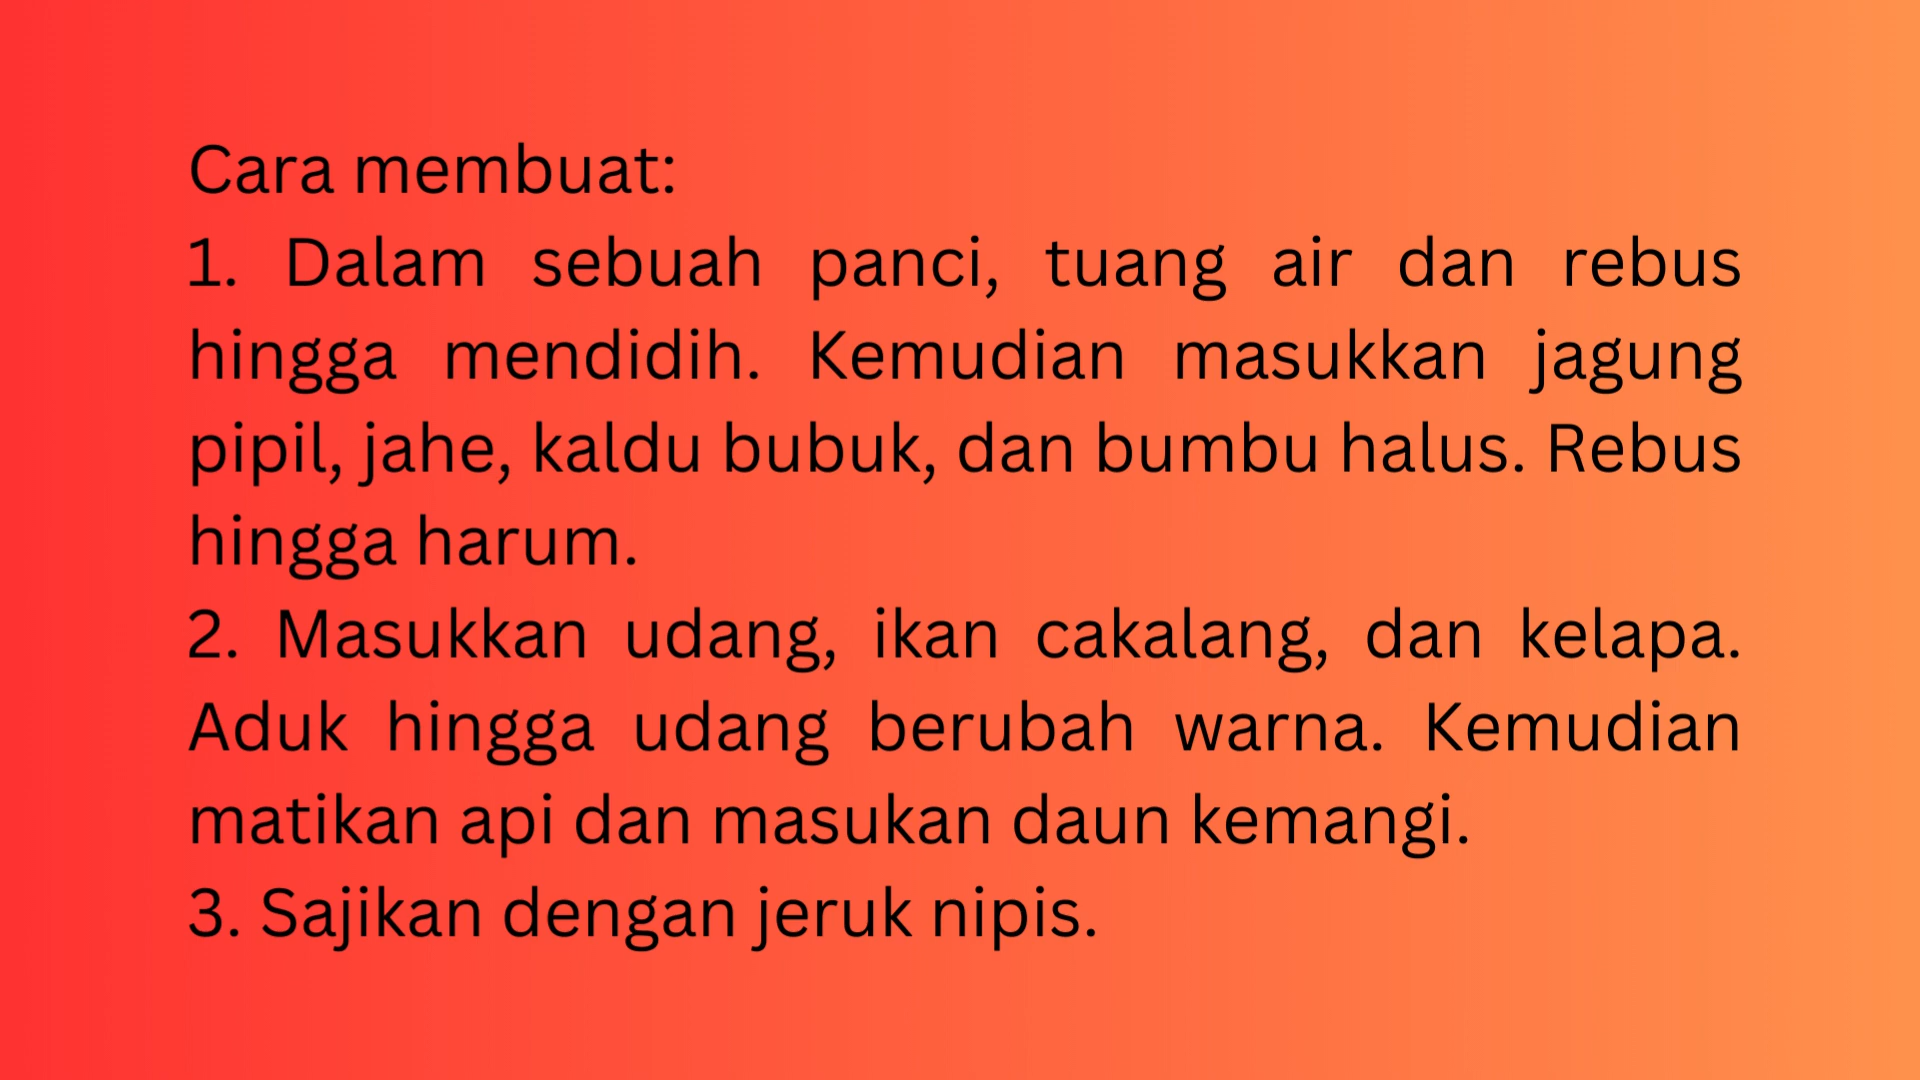 Cara membuat:
1. Dalam sebuah panci, tuang air dan rebus
hingga mendidih. Kemudian masukkan jagung
pipil, jahe, kaldu bubuk, dan bumbu halus. Rebus
hingga harum.
2. Masukkan udang, ikan cakalang, dan kelapa.
Aduk hingga udang berubah warna. Kemudian
matikan api dan masukan daun kemangi.
3. Sajikan dengan jeruk nipis.